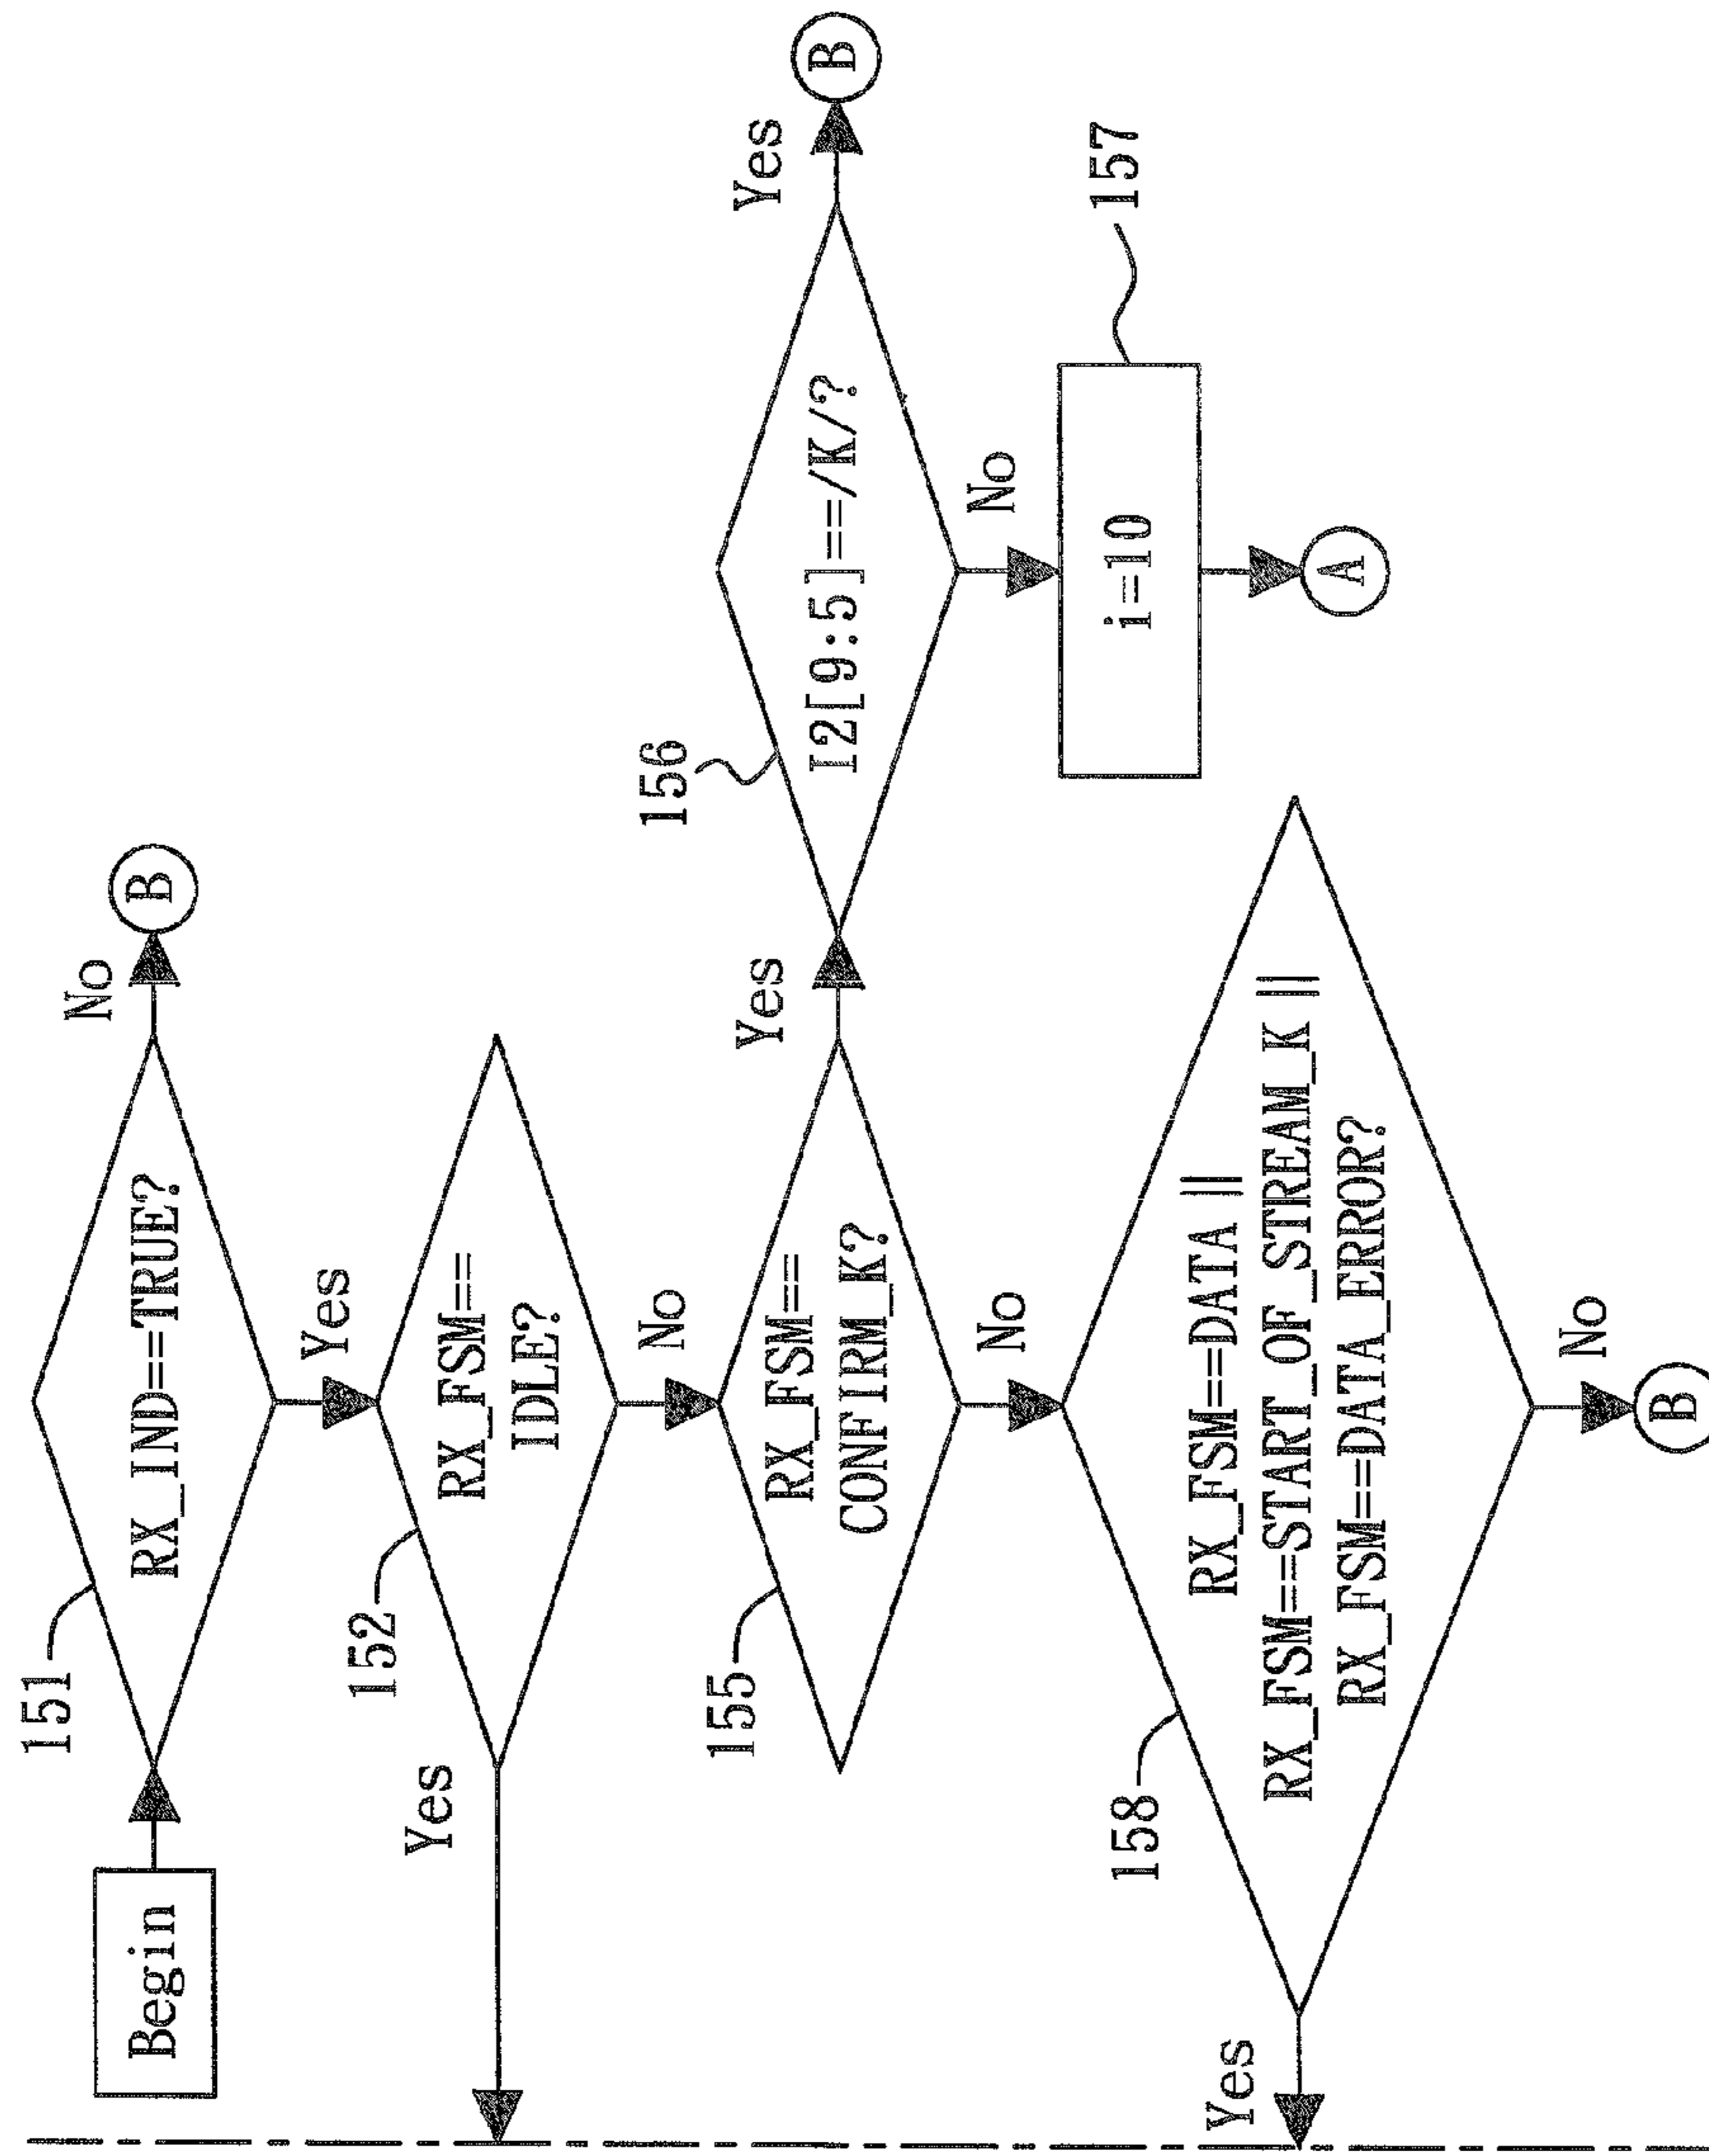 Begin
151
RX_IND==TRUE?
No
B
Yes
152
RX_FSM==
IDLE?
Yes
No
155
RX_FSM==
CONFIRM_K?
Yes
156
I2[9:5]==/K/?
Yes
B
No
157
i=10
A
No
158
RX_FSM==DATA ||
RX_FSM==START_OF_STREAM_K ||
RX_FSM==DATA_ERROR?
Yes
No
B